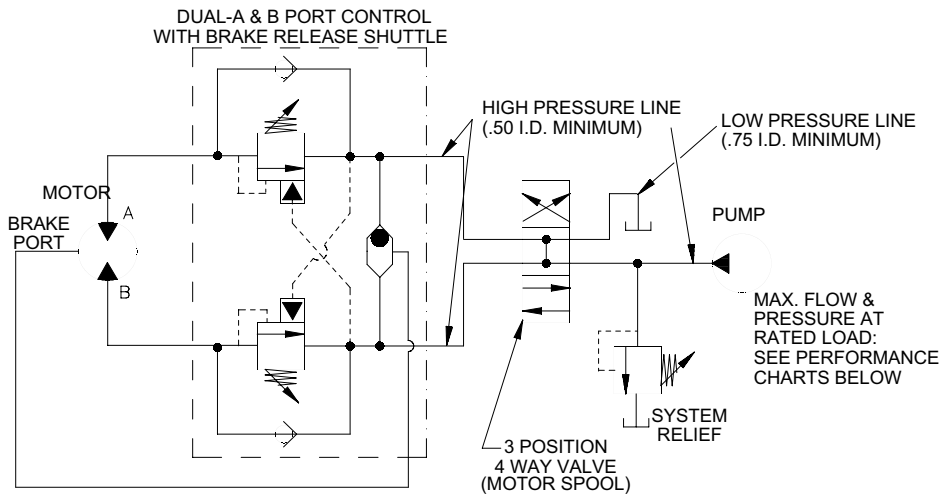 DUAL-A & B PORT CONTROL
WITH BRAKE RELEASE SHUTTLE
HIGH PRESSURE LINE
(.50 I.D. MINIMUM)
LOW PRESSURE LINE
(.75 I.D. MINIMUM)
MOTOR
A
BRAKE
PORT
B
PUMP
MAX. FLOW &
PRESSURE AT
RATED LOAD:
SEE PERFORMANCE
CHARTS BELOW
SYSTEM
RELIEF
3 POSITION
4 WAY VALVE
(MOTOR SPOOL)